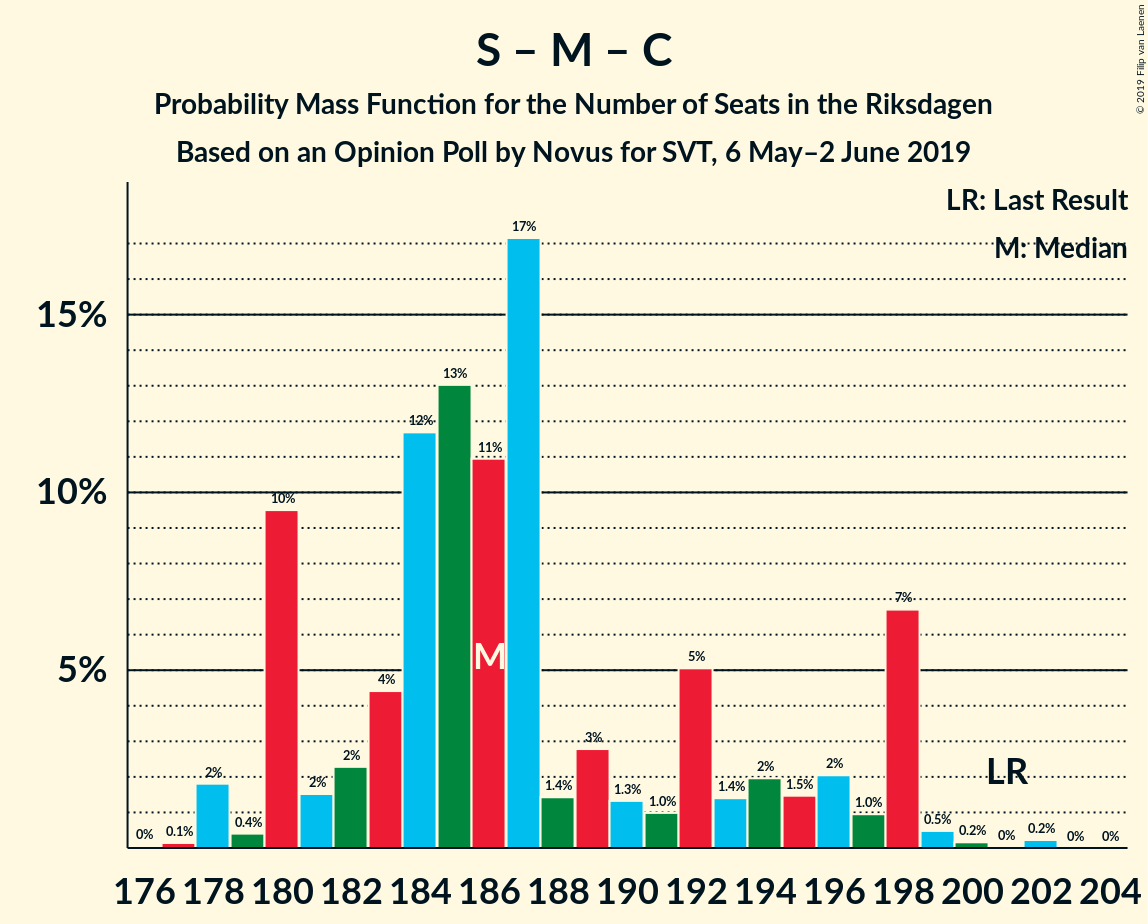 S – M – C
Probability Mass Function for the Number of Seats in the Riksdagen
Based on an Opinion Poll by Novus for SVT, 6 May–2 June 2019
© 2019 Filip van Laenen
LR: Last Result
M: Median
15%
10%
5%
0% 0.1% 2% 0.4% 10% 2% 2% 4% 12% 13% 11% 17% 1.4% 3% 1.3% 1.0% 5% 1.4% 2% 1.5% 2% 1.0% 7% 0.5% 0.2% 0% 0.2% 0% 0%
M
LR
176 178 180 182 184 186 188 190 192 194 196 198 200 202 204